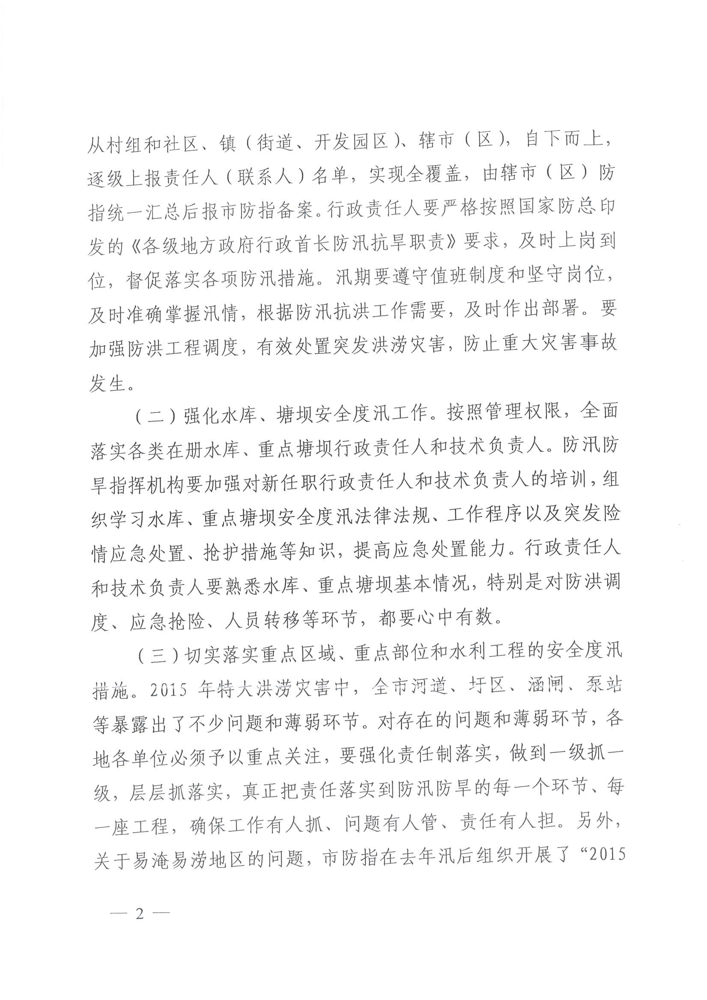 从村组和社区、镇（街道、开发园区）、辖市（区），自下而上，
逐级上报责任人（联系人）名单，实现全覆盖，由辖市（区）防
指统一汇总后报市防指备案。行政责任人要严格按照国家防总印
发的《各级地方政府行政首长防汛抗旱职责》要求，及时上岗到
位，督促落实各项防汛措施。汛期要遵守值班制度和坚守岗位，
及时准确掌握汛情，根据防汛抗洪工作需要，及时作出部署。要
加强防洪工程调度，有效处置突发洪涝灾害，防止重大灾害事故
发生。
（二）强化水库、塘坝安全度汛工作。按照管理权限，全面
落实各类在册水库、重点塘坝行政责任人和技术负责人。防汛防
旱指挥机构要加强对新任职行政责任人和技术负责人的培训，组
织学习水库、重点塘坝安全度汛法律法规、工作程序以及突发险
情应急处置、抢护措施等知识，提高应急处置能力。行政责任人
和技术负责人要熟悉水库、重点塘坝基本情况，特别是对防洪调
度、应急抢险、人员转移等环节，都要心中有数。
（三）切实落实重点区域、重点部位和水利工程的安全度汛
措施。2015 年特大洪涝灾害中，全市河道、圩区、涵闸、泵站
等暴露出了不少问题和薄弱环节。对存在的问题和薄弱环节，各
地各单位必须予以重点关注，要强化责任制落实，做到一级抓一
级，层层抓落实，真正把责任落实到防汛防旱的每一个环节、每
一座工程，确保工作有人抓、问题有人管、责任有人担。另外，
关于易淹易涝地区的问题，市防指在去年汛后组织开展了“2015
— 2 —